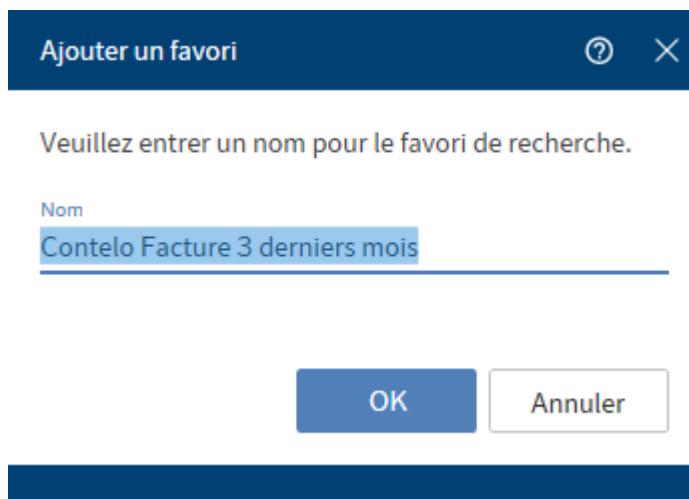 Ajouter un favori
Veuillez entrer un nom pour le favori de recherche.
Nom
Contelo Facture 3 derniers mois
OK Annuler